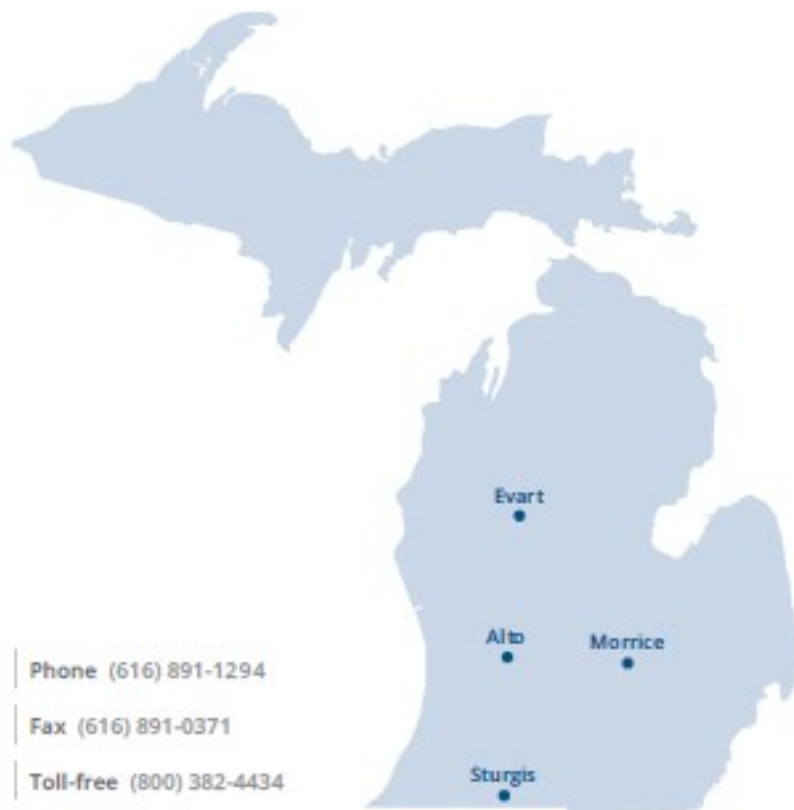 Evart
Alto
Morrice
Phone (616) 891-1294
Fax (616) 891-0371
Sturgis
Toll-free (800) 382-4434